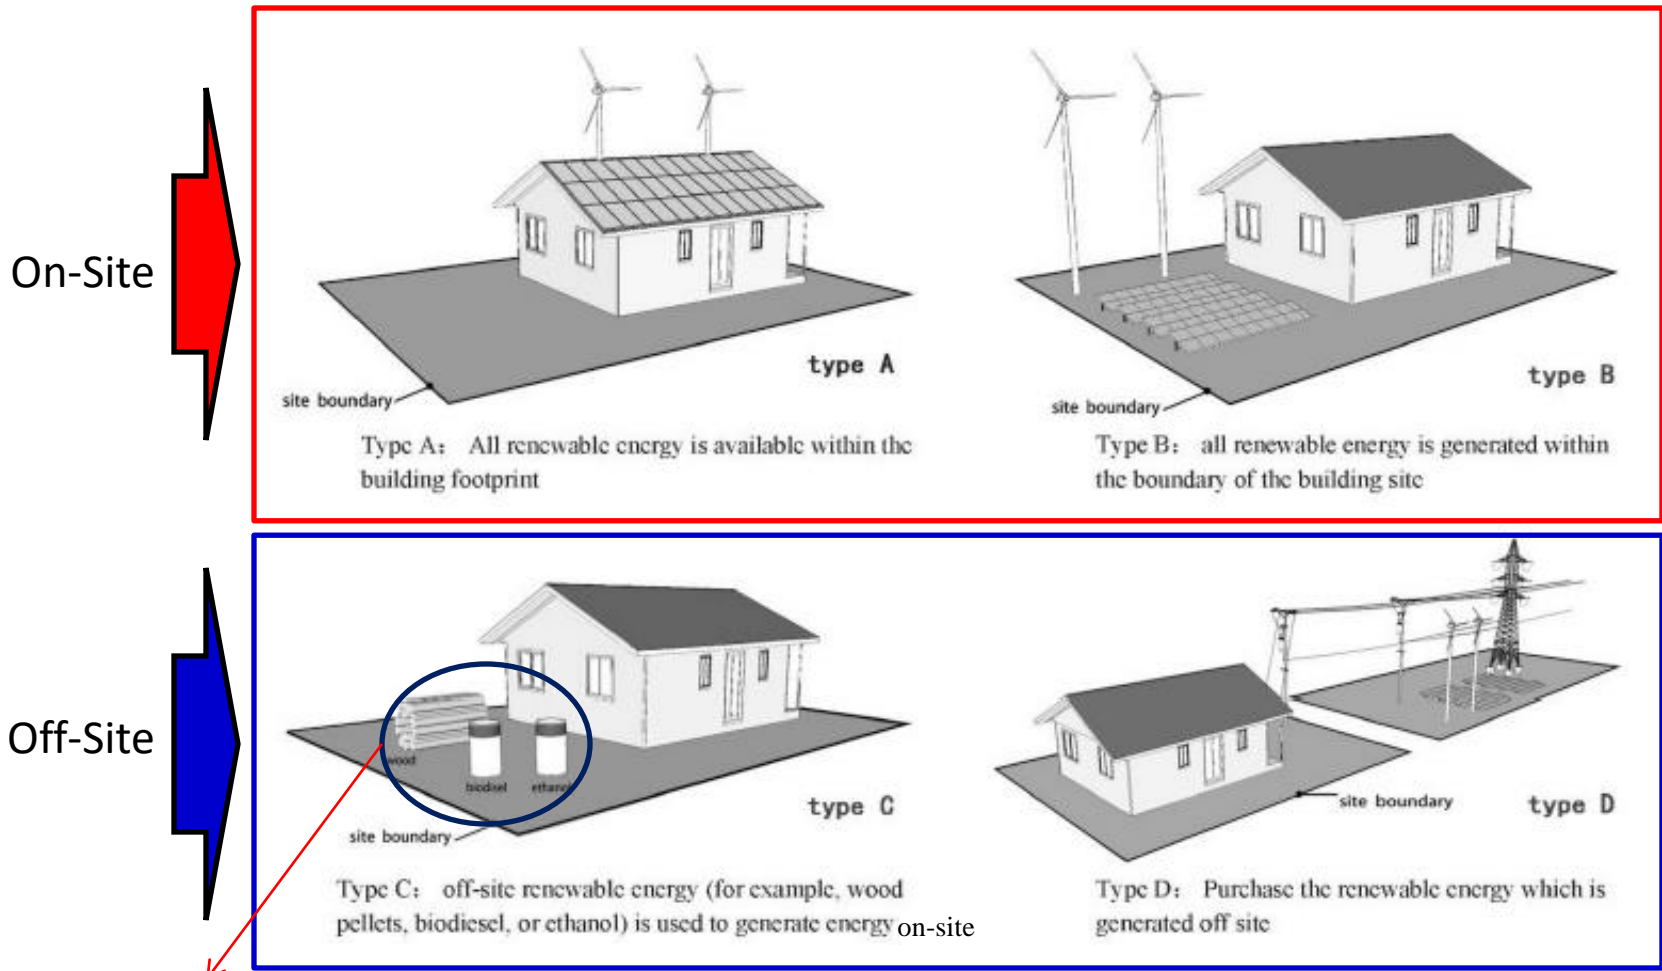 On-Site
type A
site boundary
Type A: All renewable energy is available within the
building footprint
type B
site boundary
Type B: all renewable energy is generated within
the boundary of the building site
Off-Site
wood
biodisel
ethanol
type C
site boundary
Type C: off-site renewable energy (for example, wood
pellets, biodiesel, or ethanol) is used to generate energy on-site
site boundary
type D
Type D: Purchase the renewable energy which is
generated off site